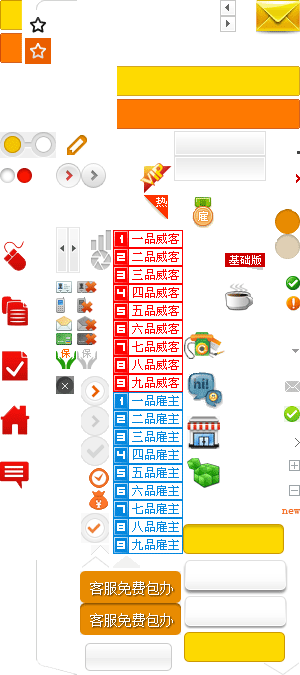 VIP
热
雇
基础版
1 一品威客
2 二品威客
3 三品威客
4 四品威客
5 五品威客
6 六品威客
7 七品威客
8 八品威客
9 九品威客
保 保
hi!
1 一品雇主
2 二品雇主
3 三品雇主
4 四品雇主
5 五品雇主
6 六品雇主
7 七品雇主
8 八品雇主
9 九品雇主
new
客服免费包办
客服免费包办